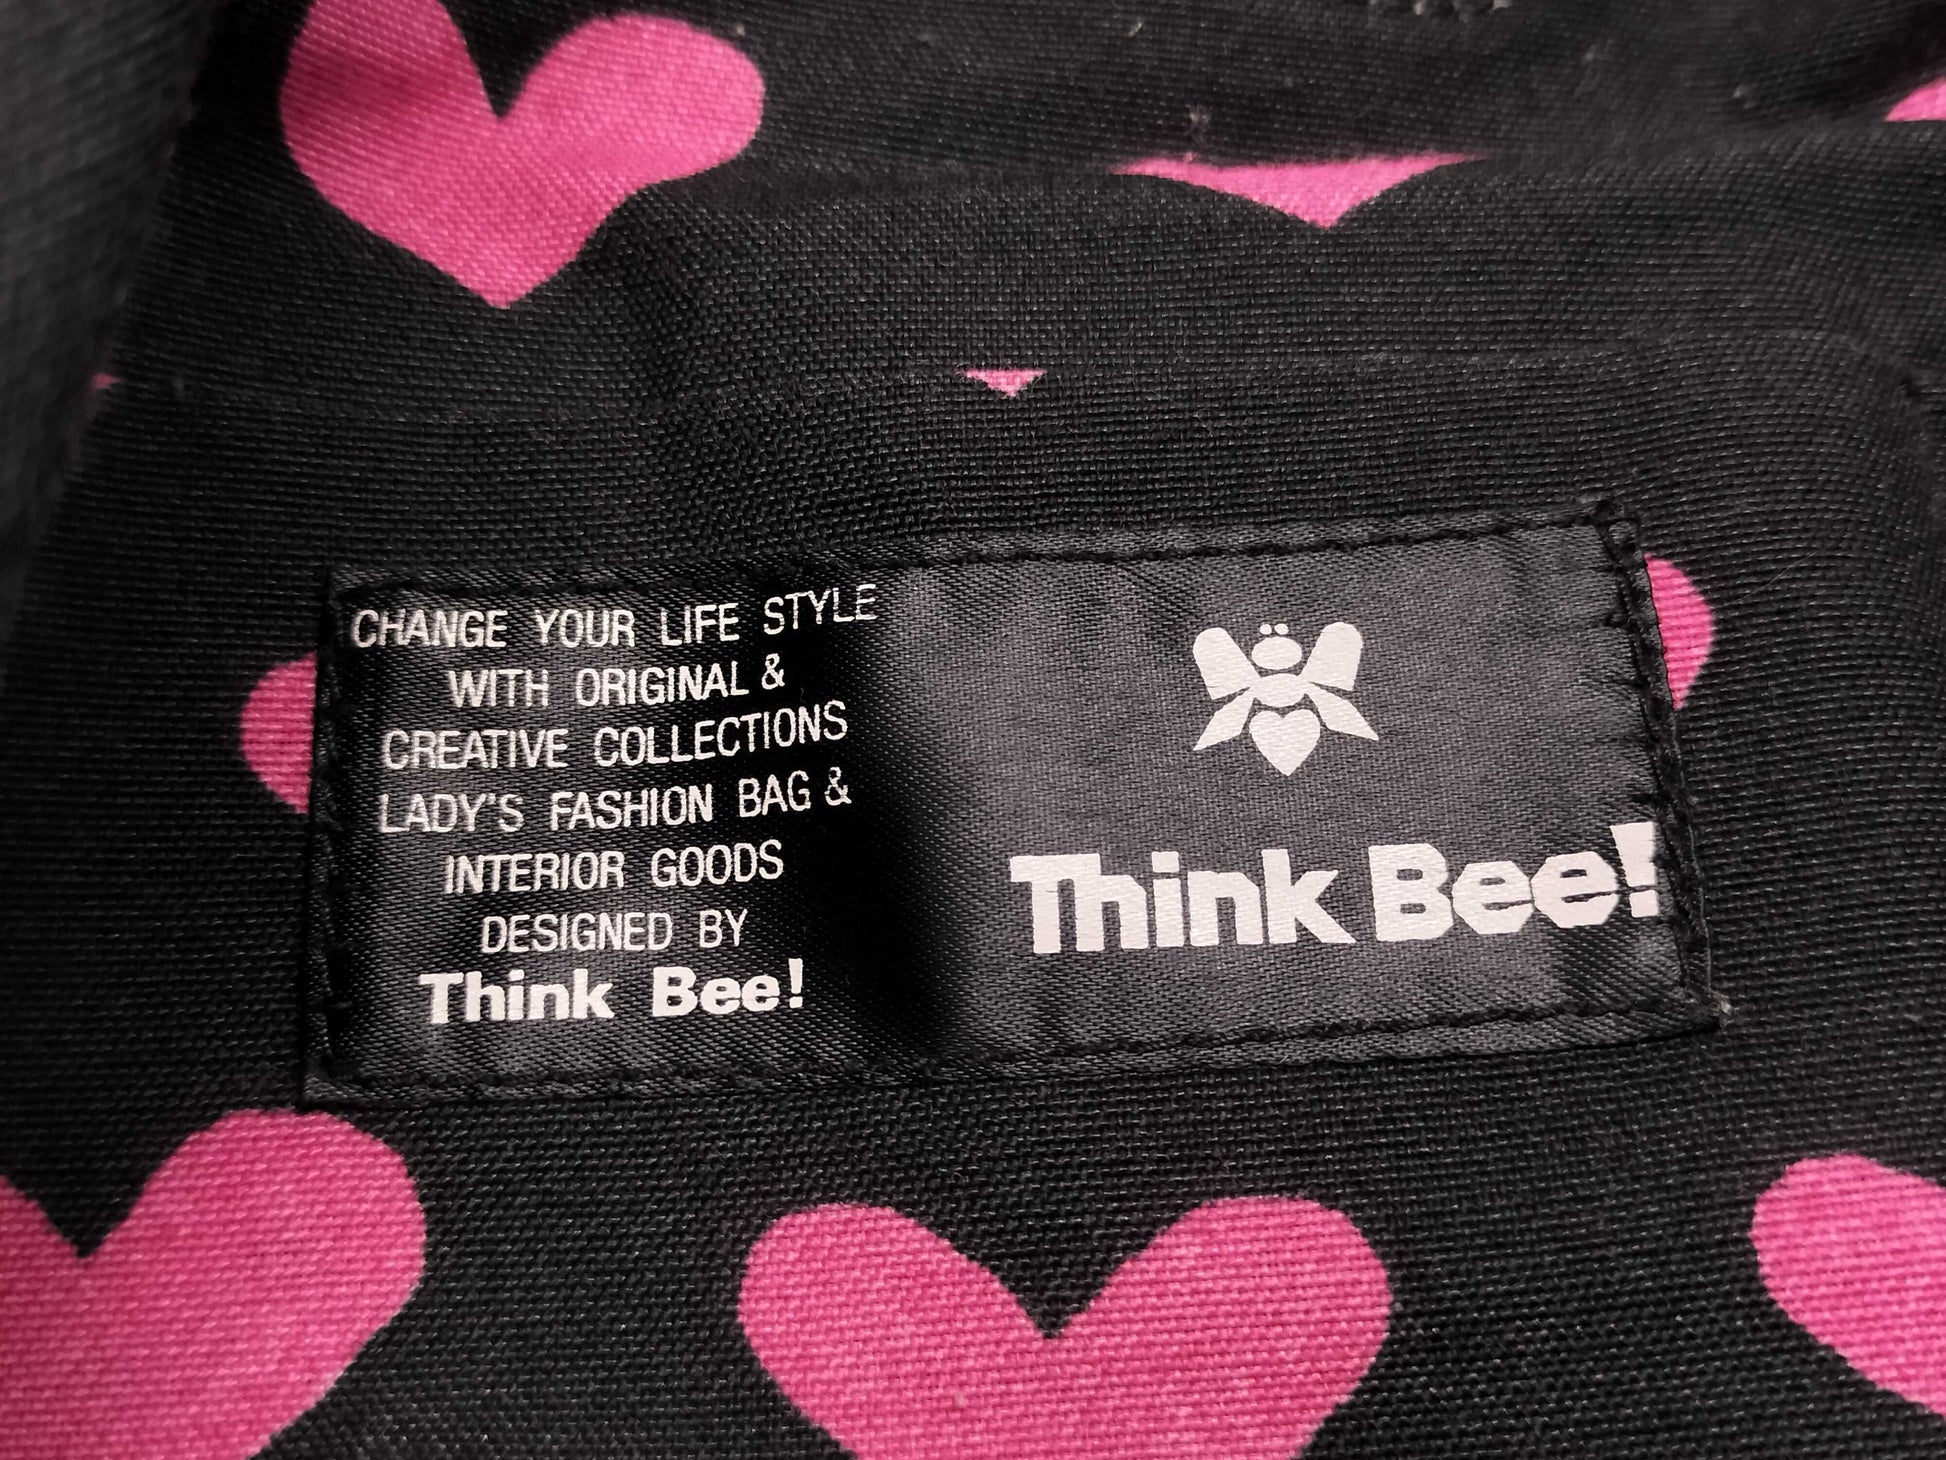 CHANGE YOUR LIFE STYLE
WITH ORIGINAL &
CREATIVE COLLECTIONS
LADY'S FASHION BAG &
INTERIOR GOODS
DESIGNED BY
Think Bee!
Think Bee!